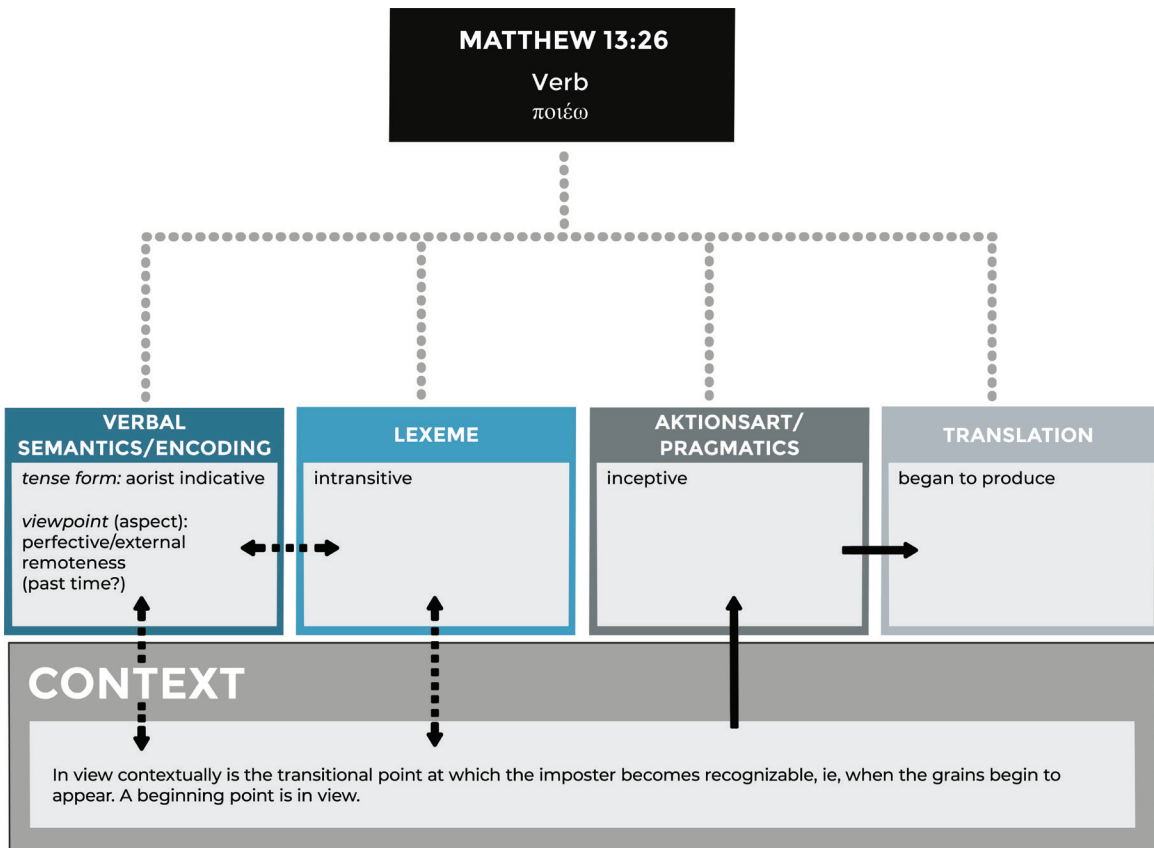 MATTHEW 13:26
Verb
ποιέω
VERBAL
SEMANTICS/ENCODING
tense form: aorist indicative
viewpoint (aspect):
perfective/external
remoteness
(past time?)
LEXEME
intransitive
AKTIONSART/
PRAGMATICS
inceptive
TRANSLATION
began to produce
CONTEXT
In view contextually is the transitional point at which the imposter becomes recognizable, ie, when the grains begin to
appear. A beginning point is in view.